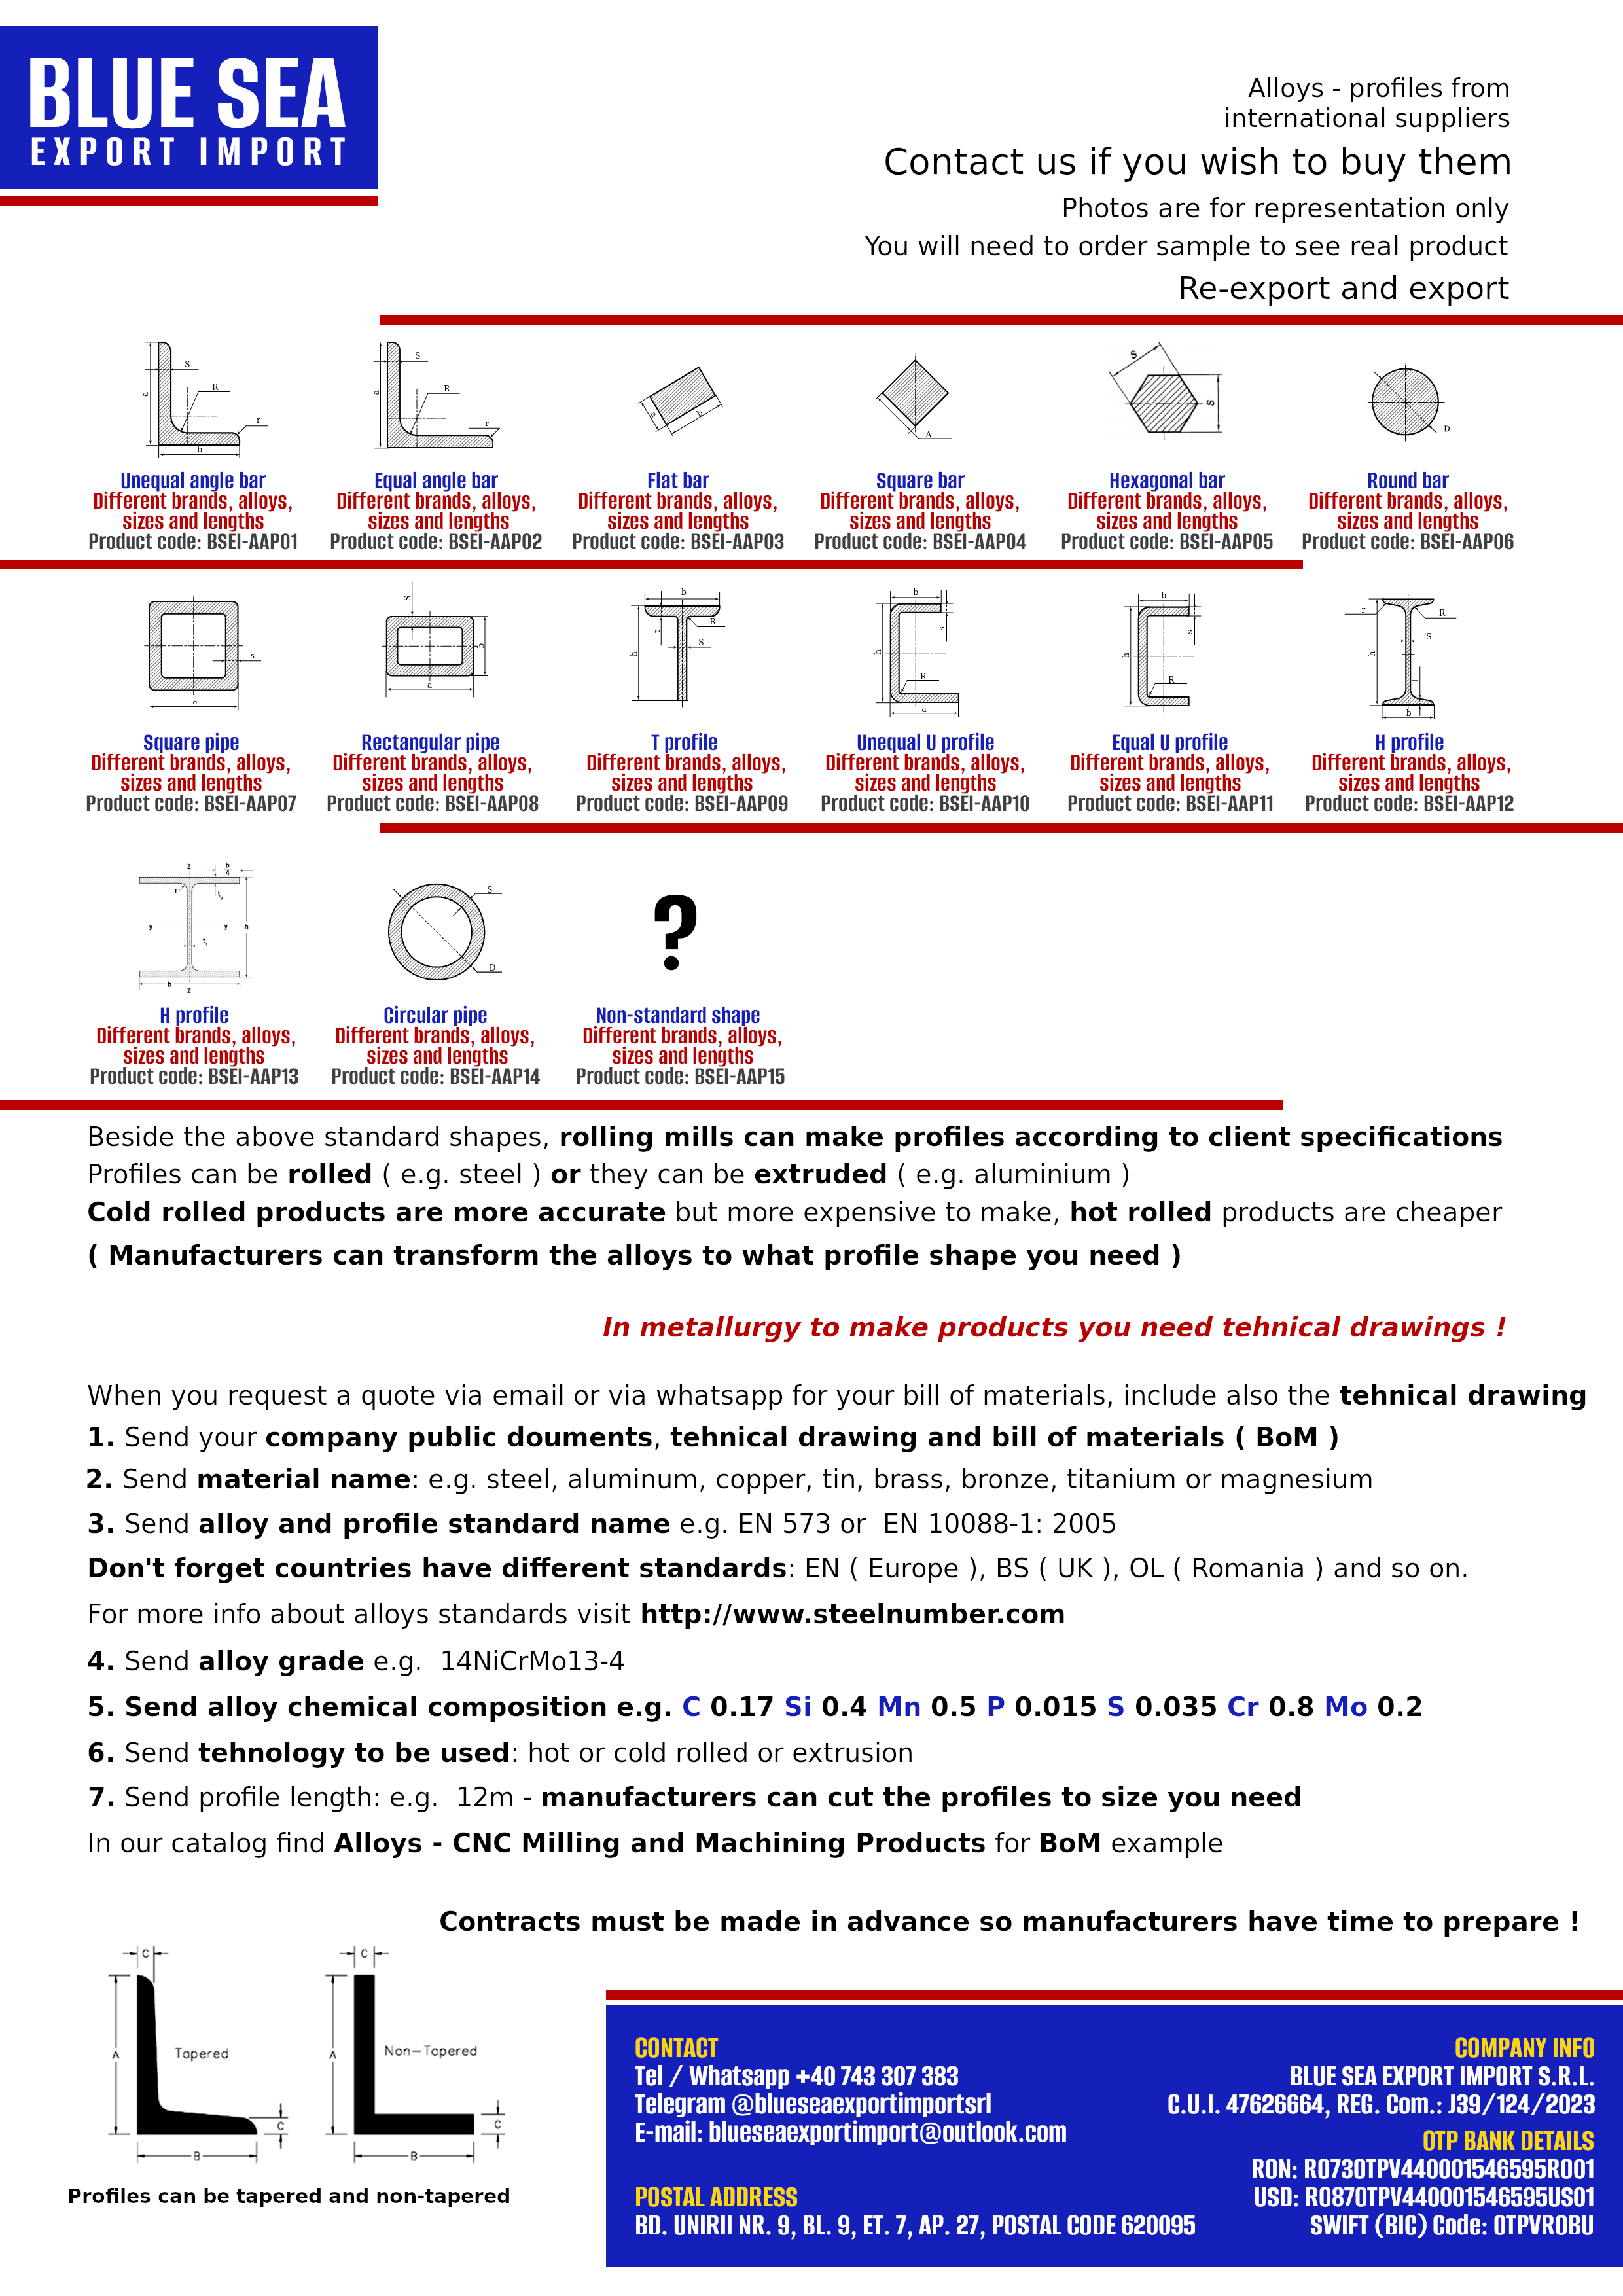 BLUE SEA
EXPORT IMPORT
Alloys - profiles from
international suppliers
Contact us if you wish to buy them
Photos are for representation only
You will need to order sample to see real product
Re-export and export
a S R r b
a S R r
a b
A
S S
D
Unequal angle bar
Different brands, alloys,
sizes and lengths
Product code: BSEI-AAP01
Equal angle bar
Different brands, alloys,
sizes and lengths
Product code: BSEI-AAP02
Flat bar
Different brands, alloys,
sizes and lengths
Product code: BSEI-AAP03
Square bar
Different brands, alloys,
sizes and lengths
Product code: BSEI-AAP04
Hexagonal bar
Different brands, alloys,
sizes and lengths
Product code: BSEI-AAP05
Round bar
Different brands, alloys,
sizes and lengths
Product code: BSEI-AAP06
s a
S b a
b R t S h
b s h R a
b s h R
r R S h t b
Square pipe
Different brands, alloys,
sizes and lengths
Product code: BSEI-AAP07
Rectangular pipe
Different brands, alloys,
sizes and lengths
Product code: BSEI-AAP08
T profile
Different brands, alloys,
sizes and lengths
Product code: BSEI-AAP09
Unequal U profile
Different brands, alloys,
sizes and lengths
Product code: BSEI-AAP10
Equal U profile
Different brands, alloys,
sizes and lengths
Product code: BSEI-AAP11
H profile
Different brands, alloys,
sizes and lengths
Product code: BSEI-AAP12
z b/4 r t y y h t b z
S D
?
H profile
Different brands, alloys,
sizes and lengths
Product code: BSEI-AAP13
Circular pipe
Different brands, alloys,
sizes and lengths
Product code: BSEI-AAP14
Non-standard shape
Different brands, alloys,
sizes and lengths
Product code: BSEI-AAP15
Beside the above standard shapes, rolling mills can make profiles according to client specifications
Profiles can be rolled ( e.g. steel ) or they can be extruded ( e.g. aluminium )
Cold rolled products are more accurate but more expensive to make, hot rolled products are cheaper
( Manufacturers can transform the alloys to what profile shape you need )
In metallurgy to make products you need tehnical drawings !
When you request a quote via email or via whatsapp for your bill of materials, include also the tehnical drawing
1. Send your company public douments, tehnical drawing and bill of materials ( BoM )
2. Send material name: e.g. steel, aluminum, copper, tin, brass, bronze, titanium or magnesium
3. Send alloy and profile standard name e.g. EN 573 or EN 10088-1: 2005
Don't forget countries have different standards: EN ( Europe ), BS ( UK ), OL ( Romania ) and so on.
For more info about alloys standards visit http://www.steelnumber.com
4. Send alloy grade e.g. 14NiCrMo13-4
5. Send alloy chemical composition e.g. C 0.17 Si 0.4 Mn 0.5 P 0.015 S 0.035 Cr 0.8 Mo 0.2
6. Send tehnology to be used: hot or cold rolled or extrusion
7. Send profile length: e.g. 12m - manufacturers can cut the profiles to size you need
In our catalog find Alloys - CNC Milling and Machining Products for BoM example
Contracts must be made in advance so manufacturers have time to prepare !
C A Tapered C B
C A Non-Tapered C B
Profiles can be tapered and non-tapered
CONTACT
Tel / Whatsapp +40 743 307 383
Telegram @blueseaexportimportsrl
E-mail: blueseaexportimport@outlook.com
POSTAL ADDRESS
BD. UNIRII NR. 9, BL. 9, ET. 7, AP. 27, POSTAL CODE 620095
COMPANY INFO
BLUE SEA EXPORT IMPORT S.R.L.
C.U.I. 47626664, REG. Com.: J39/124/2023
OTP BANK DETAILS
RON: RO73OTPV440001546595RO01
USD: RO87OTPV440001546595US01
SWIFT (BIC) Code: OTPVROBU